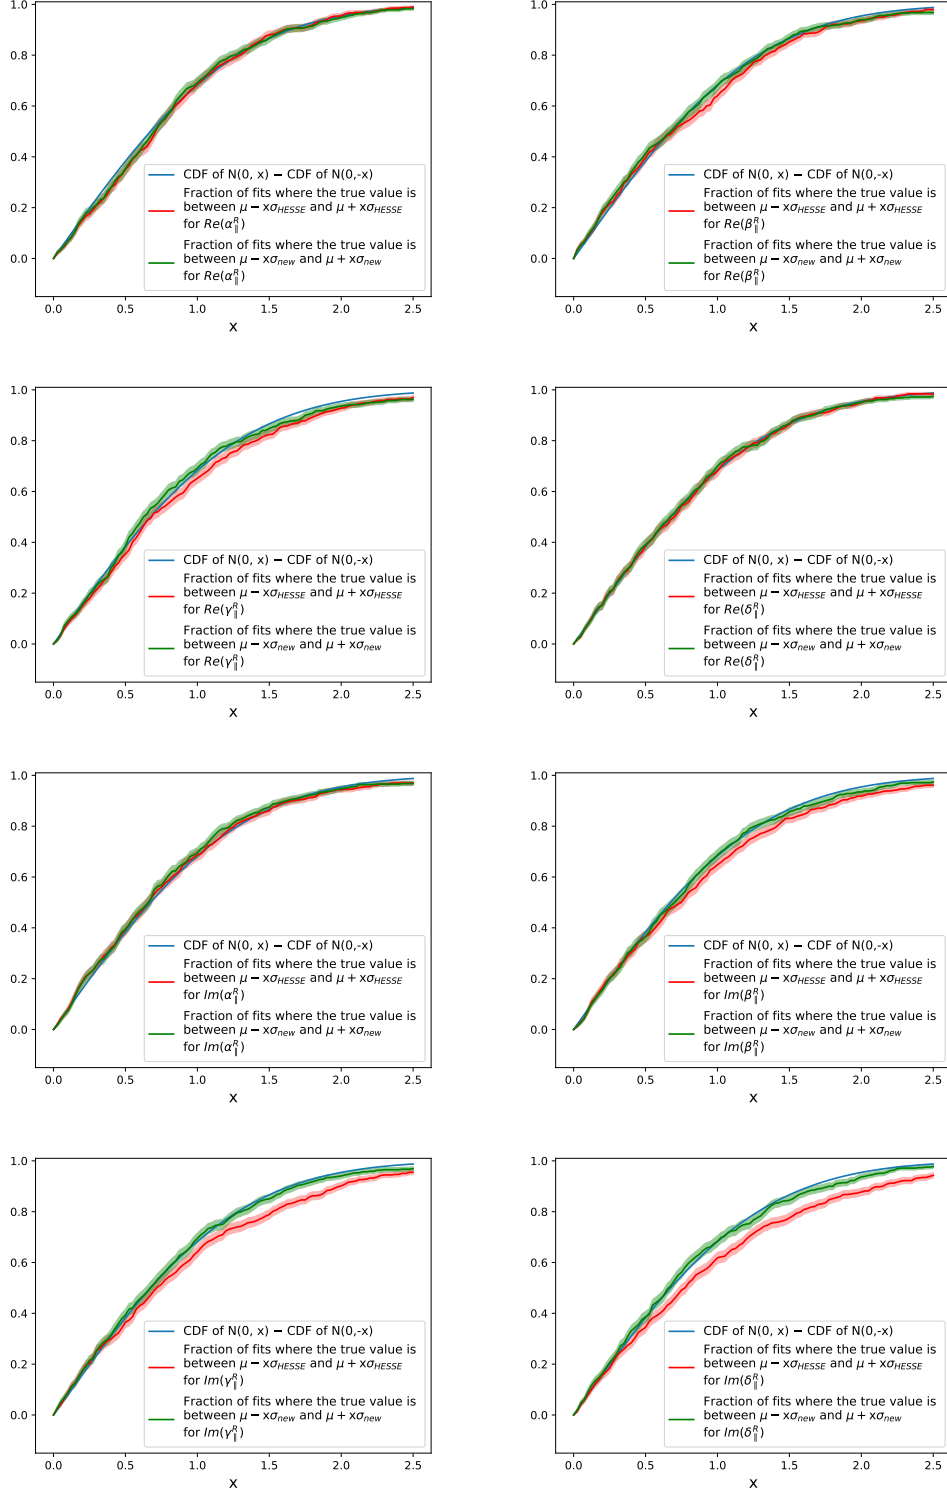 1.0
0.8
0.6
0.4
0.2
0.0
0.0 0.5 1.0 1.5 2.0 2.5
x
CDF of N(0, x) − CDF of N(0,-x)
Fraction of fits where the true value is
between μ − xσ_HESSE and μ + xσ_HESSE
for Re(α_∥^R)
Fraction of fits where the true value is
between μ − xσ_new and μ + xσ_new
for Re(α_∥^R)
1.0
0.8
0.6
0.4
0.2
0.0
0.0 0.5 1.0 1.5 2.0 2.5
x
CDF of N(0, x) − CDF of N(0,-x)
Fraction of fits where the true value is
between μ − xσ_HESSE and μ + xσ_HESSE
for Re(β_∥^R)
Fraction of fits where the true value is
between μ − xσ_new and μ + xσ_new
for Re(β_∥^R)
1.0
0.8
0.6
0.4
0.2
0.0
0.0 0.5 1.0 1.5 2.0 2.5
x
CDF of N(0, x) − CDF of N(0,-x)
Fraction of fits where the true value is
between μ − xσ_HESSE and μ + xσ_HESSE
for Re(γ_∥^R)
Fraction of fits where the true value is
between μ − xσ_new and μ + xσ_new
for Re(γ_∥^R)
1.0
0.8
0.6
0.4
0.2
0.0
0.0 0.5 1.0 1.5 2.0 2.5
x
CDF of N(0, x) − CDF of N(0,-x)
Fraction of fits where the true value is
between μ − xσ_HESSE and μ + xσ_HESSE
for Re(δ_∥^R)
Fraction of fits where the true value is
between μ − xσ_new and μ + xσ_new
for Re(δ_∥^R)
1.0
0.8
0.6
0.4
0.2
0.0
0.0 0.5 1.0 1.5 2.0 2.5
x
CDF of N(0, x) − CDF of N(0,-x)
Fraction of fits where the true value is
between μ − xσ_HESSE and μ + xσ_HESSE
for Im(α_∥^R)
Fraction of fits where the true value is
between μ − xσ_new and μ + xσ_new
for Im(α_∥^R)
1.0
0.8
0.6
0.4
0.2
0.0
0.0 0.5 1.0 1.5 2.0 2.5
x
CDF of N(0, x) − CDF of N(0,-x)
Fraction of fits where the true value is
between μ − xσ_HESSE and μ + xσ_HESSE
for Im(β_∥^R)
Fraction of fits where the true value is
between μ − xσ_new and μ + xσ_new
for Im(β_∥^R)
1.0
0.8
0.6
0.4
0.2
0.0
0.0 0.5 1.0 1.5 2.0 2.5
x
CDF of N(0, x) − CDF of N(0,-x)
Fraction of fits where the true value is
between μ − xσ_HESSE and μ + xσ_HESSE
for Im(γ_∥^R)
Fraction of fits where the true value is
between μ − xσ_new and μ + xσ_new
for Im(γ_∥^R)
1.0
0.8
0.6
0.4
0.2
0.0
0.0 0.5 1.0 1.5 2.0 2.5
x
CDF of N(0, x) − CDF of N(0,-x)
Fraction of fits where the true value is
between μ − xσ_HESSE and μ + xσ_HESSE
for Im(δ_∥^R)
Fraction of fits where the true value is
between μ − xσ_new and μ + xσ_new
for Im(δ_∥^R)